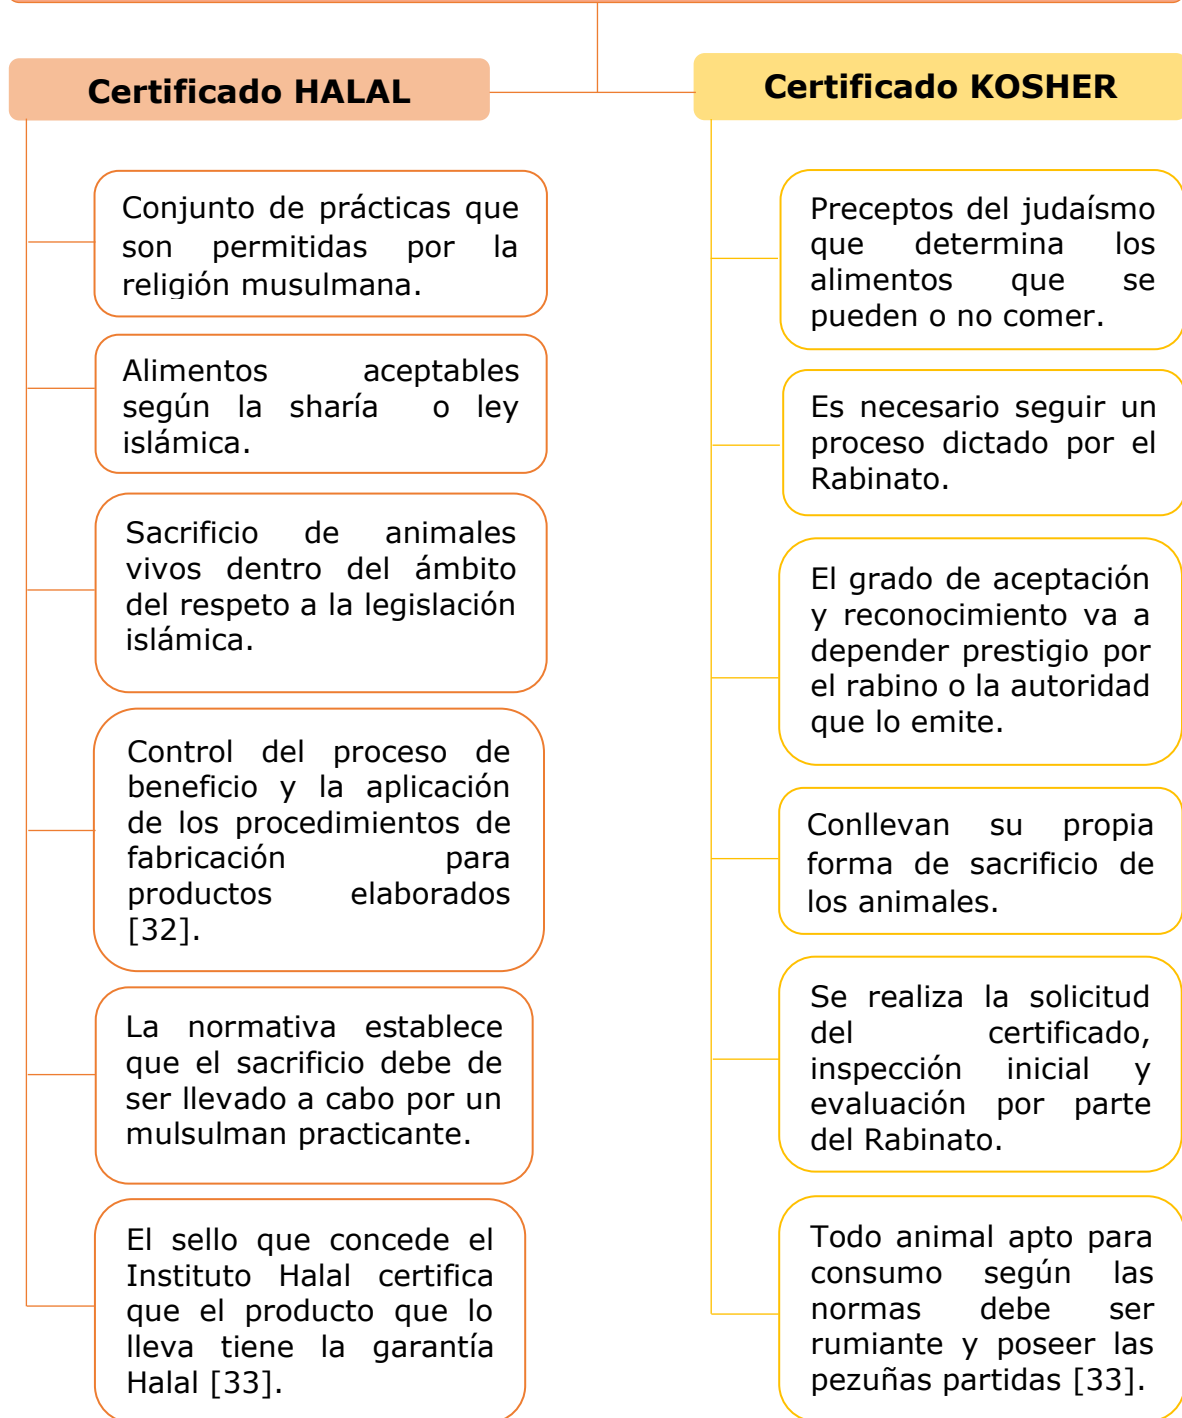 Certificado HALAL
Conjunto de prácticas que
son permitidas por la
religión musulmana.
Alimentos aceptables
según la sharía o ley
islámica.
Sacrificio de animales
vivos dentro del ámbito
del respeto a la legislación
islámica.
Control del proceso de
beneficio y la aplicación
de los procedimientos de
fabricación para
productos elaborados
[32].
La normativa establece
que el sacrificio debe de
ser llevado a cabo por un
mulsulman practicante.
El sello que concede el
Instituto Halal certifica
que el producto que lo
lleva tiene la garantía
Halal [33].
Certificado KOSHER
Preceptos del judaísmo
que determina los
alimentos que se
pueden o no comer.
Es necesario seguir un
proceso dictado por el
Rabinato.
El grado de aceptación
y reconocimiento va a
depender prestigio por
el rabino o la autoridad
que lo emite.
Conllevan su propia
forma de sacrificio de
los animales.
Se realiza la solicitud
del certificado,
inspección inicial y
evaluación por parte
del Rabinato.
Todo animal apto para
consumo según las
normas debe ser
rumiante y poseer las
pezuñas partidas [33].